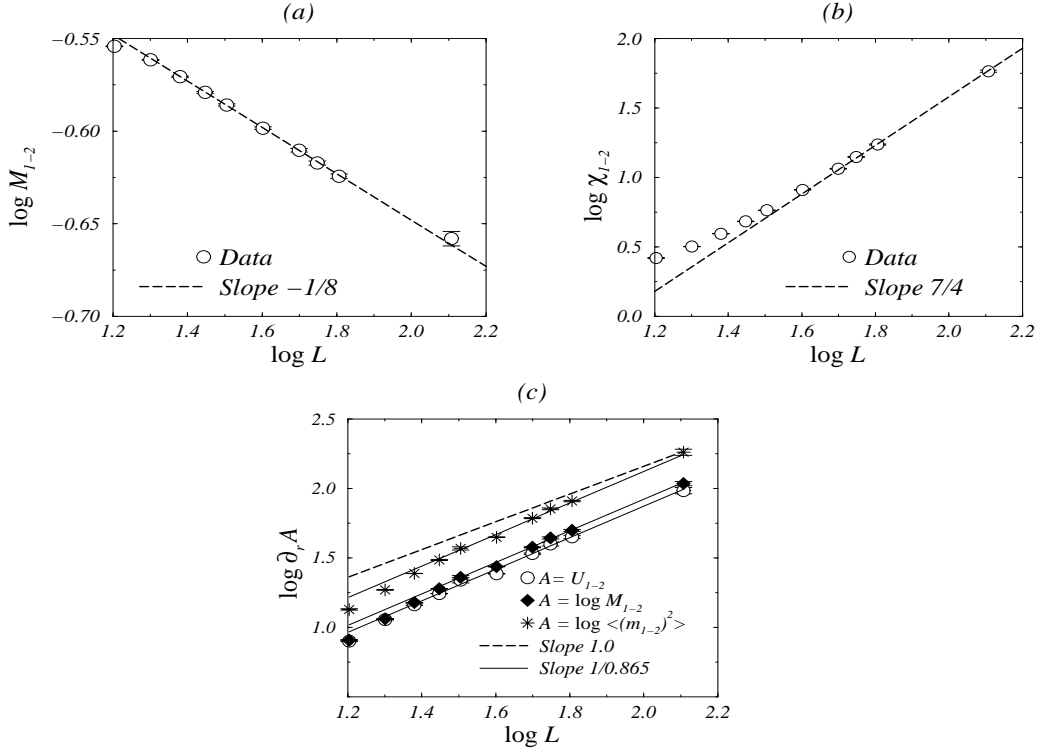 (a)
−0.55
−0.60
−0.65
−0.70
log M₁₋₂
Data
Slope −1/8
1.2 1.4 1.6 1.8 2.0 2.2
log L
(b)
2.0
1.5
1.0
0.5
0.0
log χ₁₋₂
Data
Slope 7/4
1.2 1.4 1.6 1.8 2.0 2.2
log L
(c)
2.5
2.0
1.5
1.0
log ∂ᵣA
A = U₁₋₂
A = log M₁₋₂
A = log <(m₁₋₂)²>
Slope 1.0
Slope 1/0.865
1.2 1.4 1.6 1.8 2.0 2.2
log L